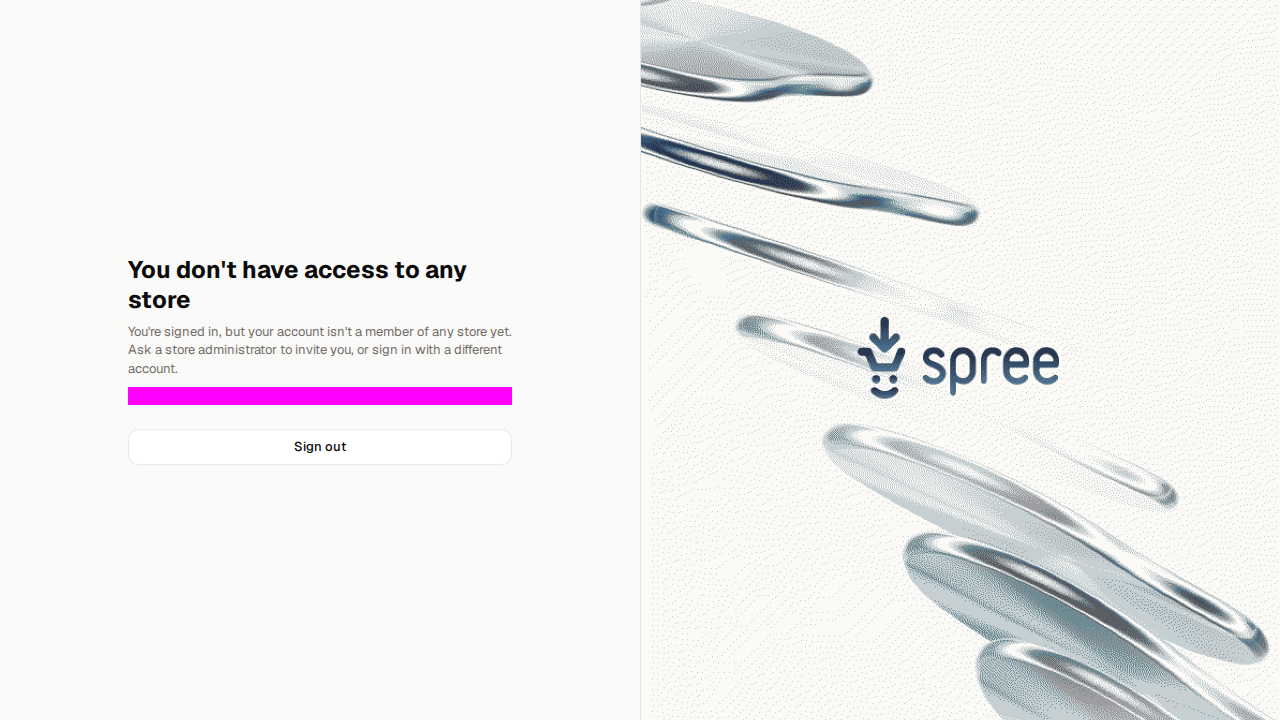 You don't have access to any
store
You're signed in, but your account isn't a member of any store yet.
Ask a store administrator to invite you, or sign in with a different
account.
Sign out
spree